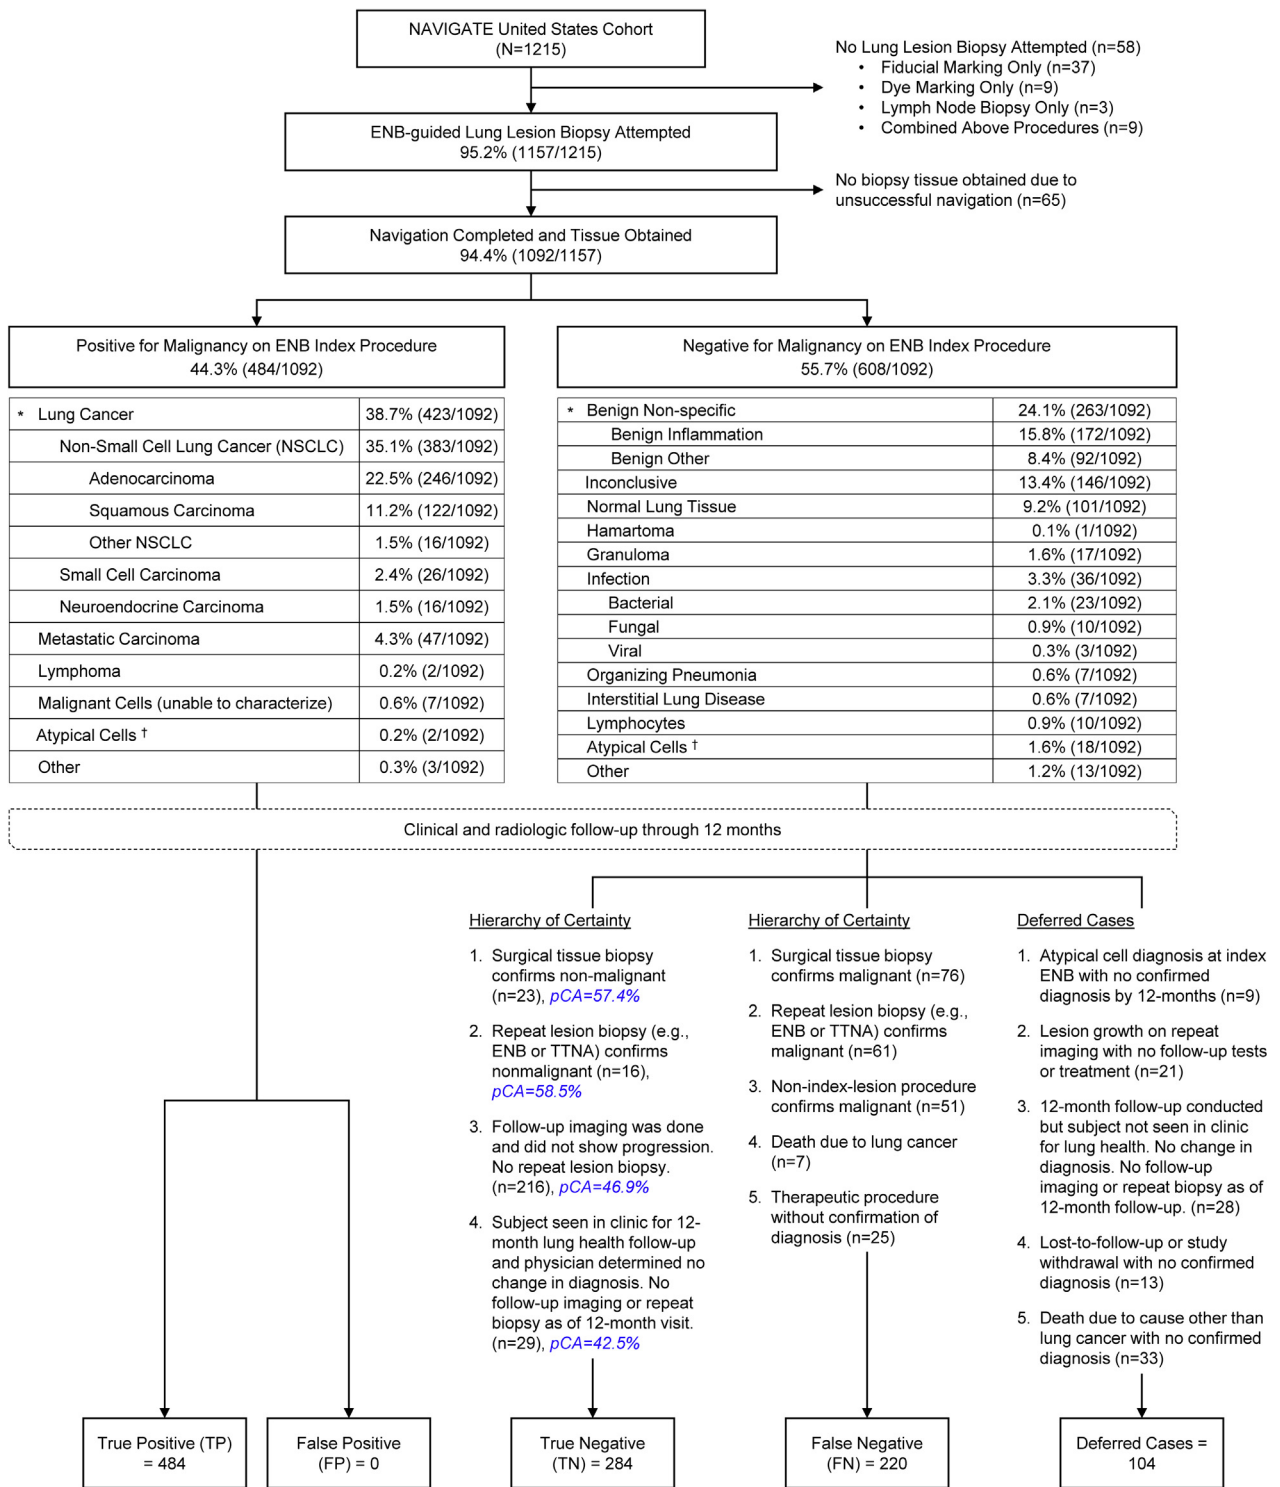 NAVIGATE United States Cohort
(N=1215)
No Lung Lesion Biopsy Attempted (n=58)
• Fiducial Marking Only (n=37)
• Dye Marking Only (n=9)
• Lymph Node Biopsy Only (n=3)
• Combined Above Procedures (n=9)
ENB-guided Lung Lesion Biopsy Attempted
95.2% (1157/1215)
No biopsy tissue obtained due to
unsuccessful navigation (n=65)
Navigation Completed and Tissue Obtained
94.4% (1092/1157)
Positive for Malignancy on ENB Index Procedure
44.3% (484/1092)
* Lung Cancer 38.7% (423/1092)
Non-Small Cell Lung Cancer (NSCLC) 35.1% (383/1092)
Adenocarcinoma 22.5% (246/1092)
Squamous Carcinoma 11.2% (122/1092)
Other NSCLC 1.5% (16/1092)
Small Cell Carcinoma 2.4% (26/1092)
Neuroendocrine Carcinoma 1.5% (16/1092)
Metastatic Carcinoma 4.3% (47/1092)
Lymphoma 0.2% (2/1092)
Malignant Cells (unable to characterize) 0.6% (7/1092)
Atypical Cells † 0.2% (2/1092)
Other 0.3% (3/1092)
Negative for Malignancy on ENB Index Procedure
55.7% (608/1092)
* Benign Non-specific 24.1% (263/1092)
Benign Inflammation 15.8% (172/1092)
Benign Other 8.4% (92/1092)
Inconclusive 13.4% (146/1092)
Normal Lung Tissue 9.2% (101/1092)
Hamartoma 0.1% (1/1092)
Granuloma 1.6% (17/1092)
Infection 3.3% (36/1092)
Bacterial 2.1% (23/1092)
Fungal 0.9% (10/1092)
Viral 0.3% (3/1092)
Organizing Pneumonia 0.6% (7/1092)
Interstitial Lung Disease 0.6% (7/1092)
Lymphocytes 0.9% (10/1092)
Atypical Cells † 1.6% (18/1092)
Other 1.2% (13/1092)
Clinical and radiologic follow-up through 12 months
Hierarchy of Certainty
1. Surgical tissue biopsy
confirms non-malignant
(n=23), pCA=57.4%
2. Repeat lesion biopsy (e.g.,
ENB or TTNA) confirms
nonmalignant (n=16),
pCA=58.5%
3. Follow-up imaging was done
and did not show progression.
No repeat lesion biopsy.
(n=216), pCA=46.9%
4. Subject seen in clinic for 12-
month lung health follow-up
and physician determined no
change in diagnosis. No
follow-up imaging or repeat
biopsy as of 12-month visit.
(n=29), pCA=42.5%
Hierarchy of Certainty
1. Surgical tissue biopsy
confirms malignant (n=76)
2. Repeat lesion biopsy (e.g.,
ENB or TTNA) confirms
malignant (n=61)
3. Non-index-lesion procedure
confirms malignant (n=51)
4. Death due to lung cancer
(n=7)
5. Therapeutic procedure
without confirmation of
diagnosis (n=25)
Deferred Cases
1. Atypical cell diagnosis at index
ENB with no confirmed
diagnosis by 12-months (n=9)
2. Lesion growth on repeat
imaging with no follow-up tests
or treatment (n=21)
3. 12-month follow-up conducted
but subject not seen in clinic
for lung health. No change in
diagnosis. No follow-up
imaging or repeat biopsy as of
12-month follow-up. (n=28)
4. Lost-to-follow-up or study
withdrawal with no confirmed
diagnosis (n=13)
5. Death due to cause other than
lung cancer with no confirmed
diagnosis (n=33)
True Positive (TP)
= 484
False Positive
(FP) = 0
True Negative
(TN) = 284
False Negative
(FN) = 220
Deferred Cases =
104